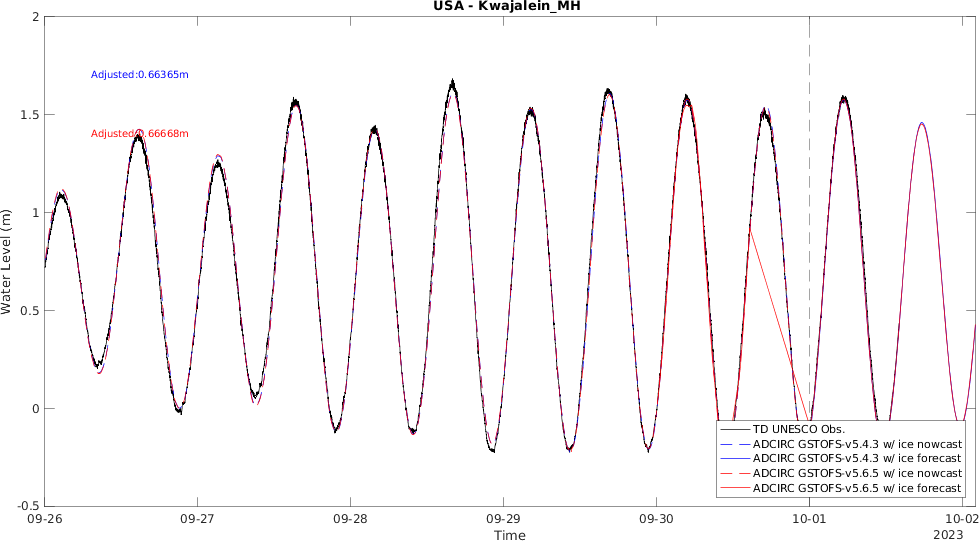 USA - Kwajalein_MH
2
1.5
1
0.5
0
-0.5
Water Level (m)
Adjusted:0.66365m
Adjusted:0.66668m
TD UNESCO Obs.
ADCIRC GSTOFS-v5.4.3 w/ ice nowcast
ADCIRC GSTOFS-v5.4.3 w/ ice forecast
ADCIRC GSTOFS-v5.6.5 w/ ice nowcast
ADCIRC GSTOFS-v5.6.5 w/ ice forecast
09-26 09-27 09-28 09-29 09-30 10-01 10-02
Time
2023